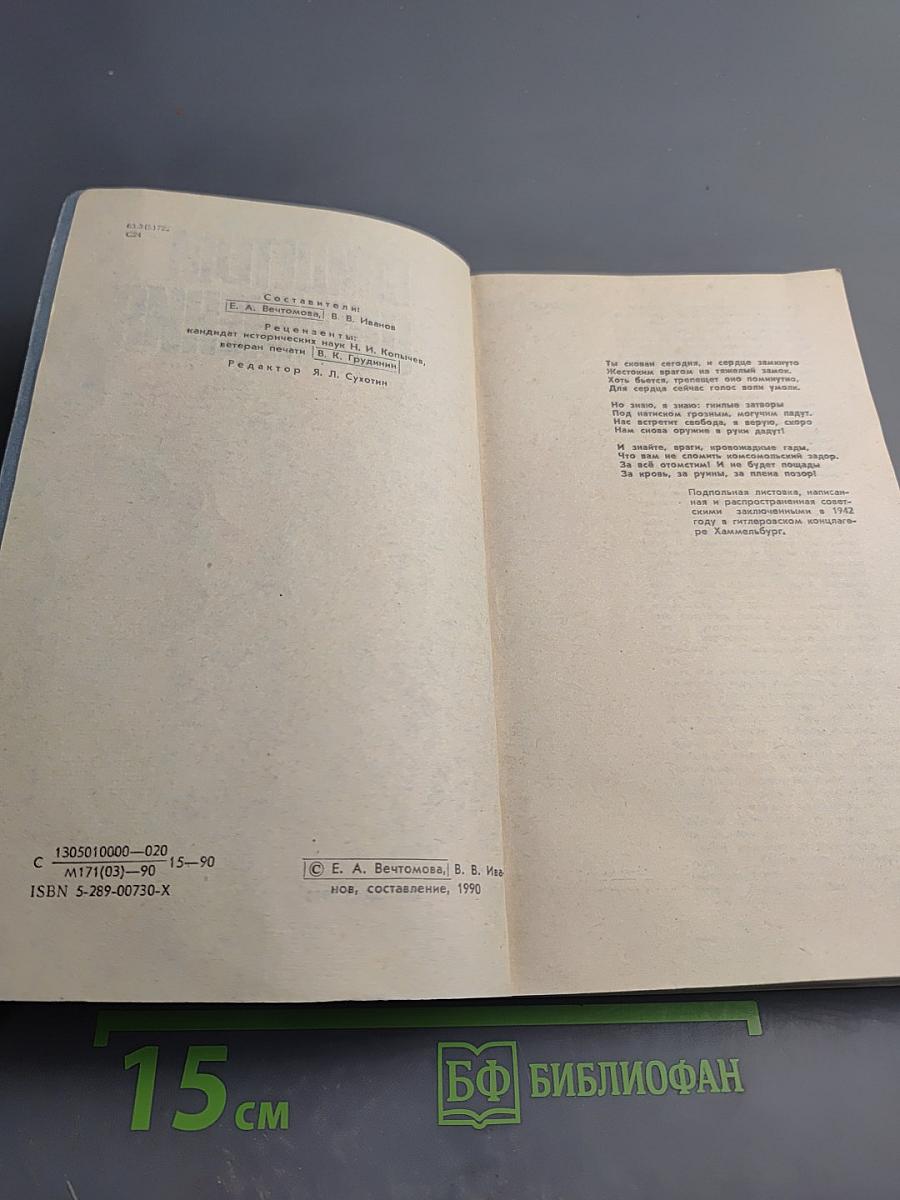 63.3(5)722
С24
Составители:
Е. А. Вечтомова, В. В. Иванов
Рецензенты:
кандидат исторических наук Н. И. Копычев,
ветеран печати В. К. Грудинин
Редактор Я. Л. Сухотин
С 1305010000—020
М171(03)—90 15—90
ISBN 5-289-00730-X
© Е. А. Вечтомова, В. В. Ива
нов, составление, 1990
Ты скован сегодня, и сердце замкнуто
Жестоким врагом на тяжелый замок.
Хоть бьется, трепещет оно поминутно,
Для сердца сейчас голос воли умолк.
Но знаю, я знаю: гнилые затворы
Под натиском грозным, могучим падут.
Нас встретит свобода, я верую, скоро
Нам снова оружие в руки дадут!
И знайте, враги, кровожадные гады,
Что вам не сломить комсомольский задор.
За всё отомстим! И не будет пощады
За кровь, за руины, за плена позор!
Подпольная листовка, написан-
ная и распространенная совет-
скими заключенными в 1942
году в гитлеровском концлаге-
ре Хаммельбург.
15 см
БФ БИБЛИОФАН